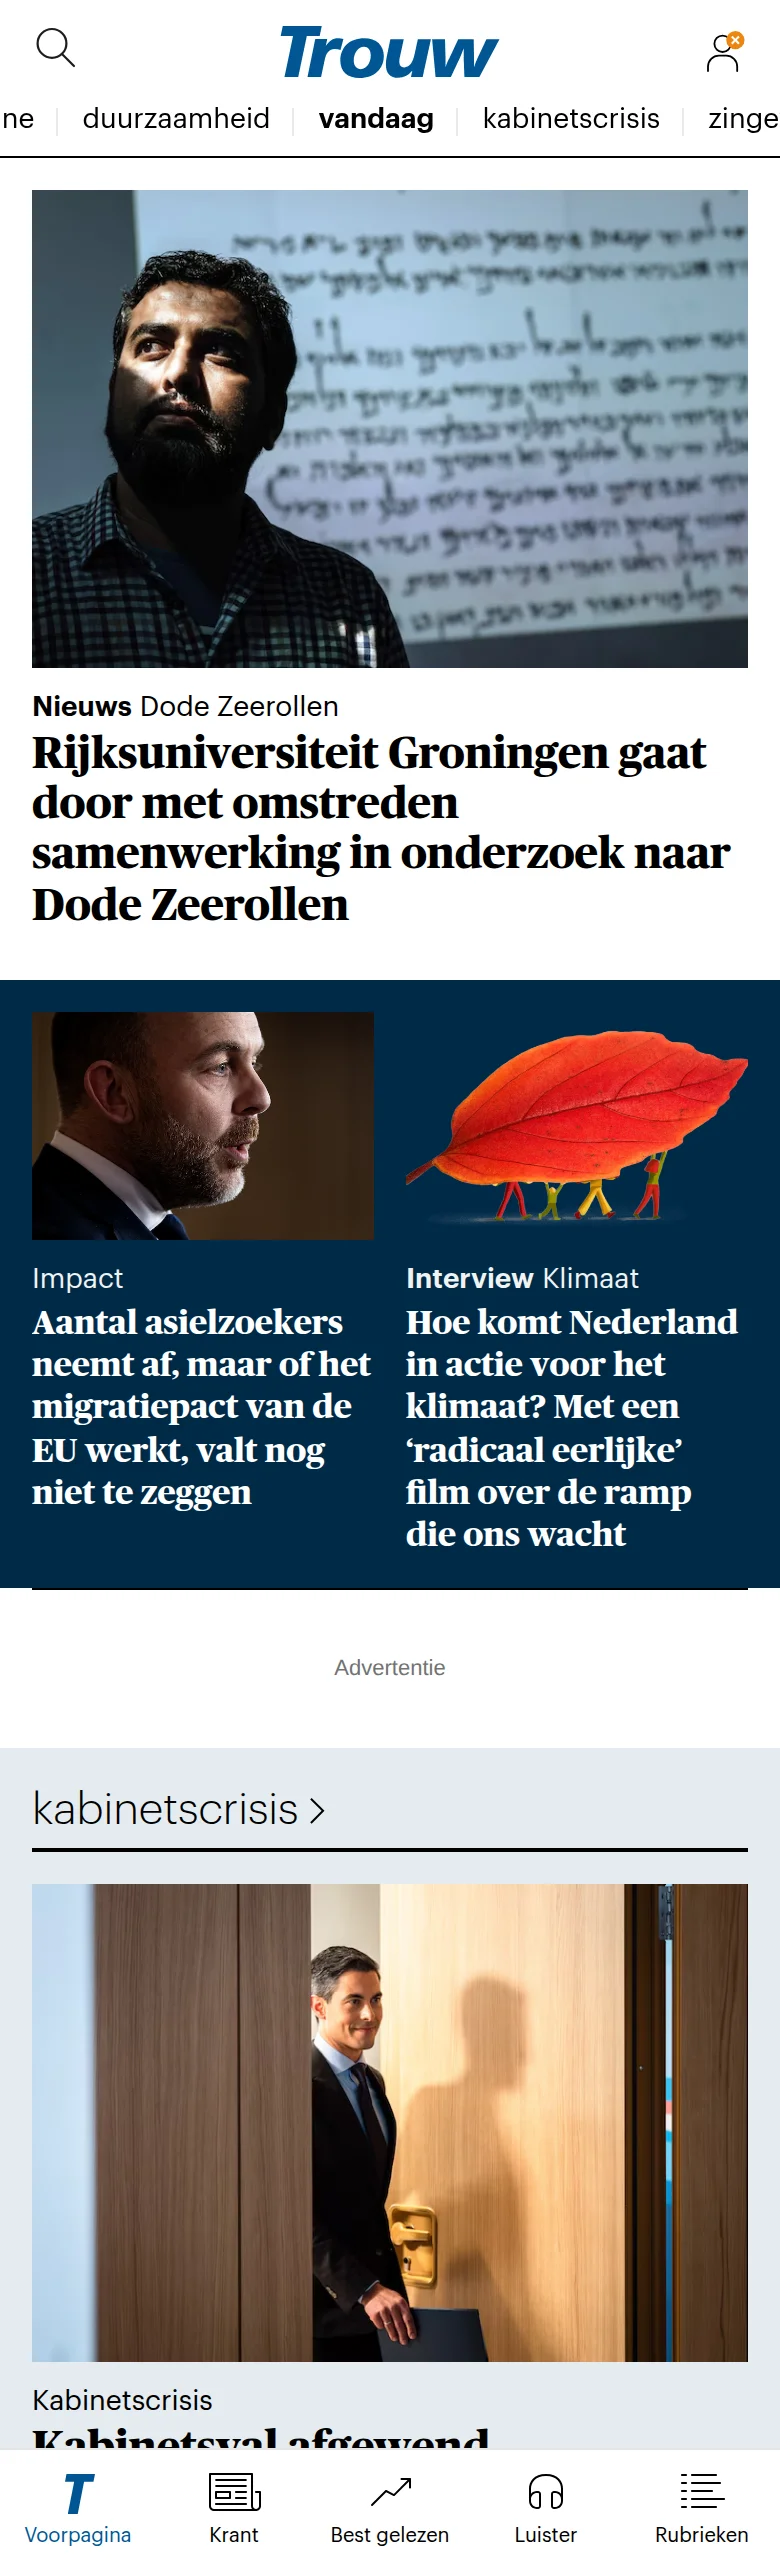 Trouw
ne
duurzaamheid
vandaag
kabinetscrisis
zinge
Nieuws Dode Zeerollen
Rijksuniversiteit Groningen gaat
door met omstreden
samenwerking in onderzoek naar
Dode Zeerollen
Impact
Aantal asielzoekers
neemt af, maar of het
migratiepact van de
EU werkt, valt nog
niet te zeggen
Interview Klimaat
Hoe komt Nederland
in actie voor het
klimaat? Met een
‘radicaal eerlijke’
film over de ramp
die ons wacht
Advertentie
kabinetscrisis
Kabinetscrisis
Kabinetsval afgewend
T
Voorpagina
Krant
Best gelezen
Luister
Rubrieken